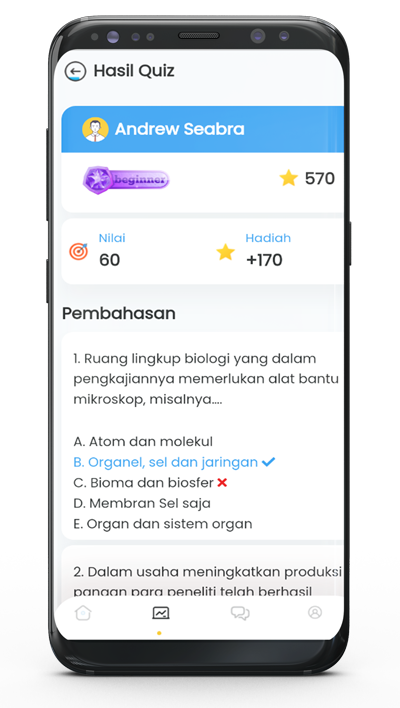 Hasil Quiz
Andrew Seabra
beginner
570
Nilai
Hadiah
60
+170
Pembahasan
1. Ruang lingkup biologi yang dalam
pengkajiannya memerlukan alat bantu
mikroskop, misalnya....
A. Atom dan molekul
B. Organel, sel dan jaringan
C. Bioma dan biosfer
D. Membran Sel saja
E. Organ dan sistem organ
2. Dalam usaha meningkatkan produksi
pangan para peneliti telah berhasil